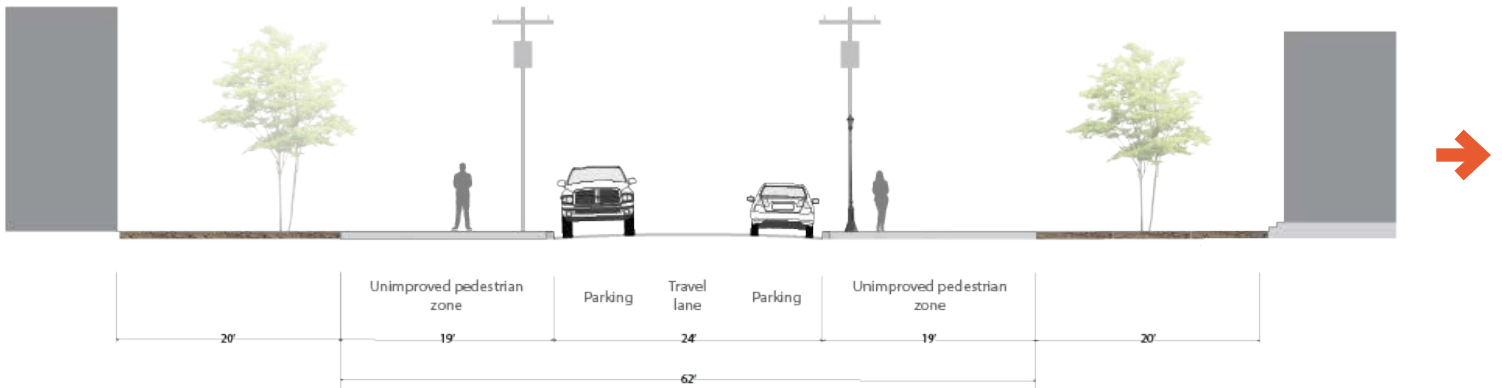 Unimproved pedestrian
zone
Parking
Travel
lane
Parking
Unimproved pedestrian
zone
20'
19'
24'
19'
20'
62'